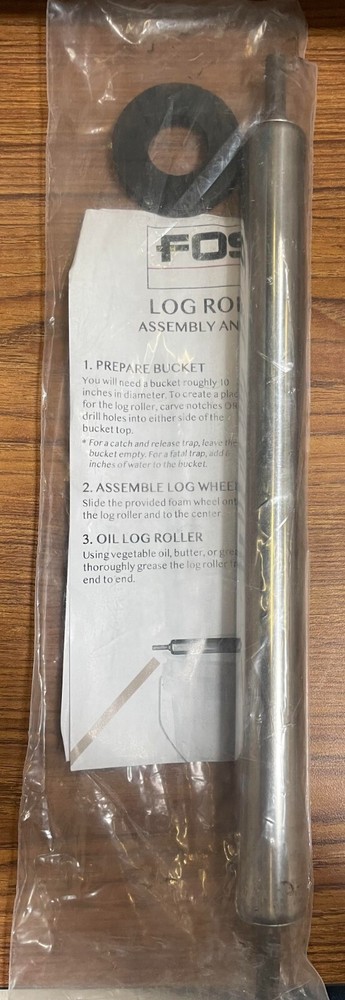 FOS
LOG ROL
ASSEMBLY AN
1. PREPARE BUCKET
You will need a bucket roughly 10
inches in diameter. To create a plac
for the log roller, carve notches OR
drill holes into either side of the
bucket top.
* For a catch and release trap, leave the
bucket empty. For a fatal trap, add
inches of water to the bucket.
2. ASSEMBLE LOG WHEEL
Slide the provided foam wheel ont
the log roller and to the center.
3. OIL LOG ROLLER
Using vegetable oil, butter, or grea
thoroughly grease the log roller
end to end.